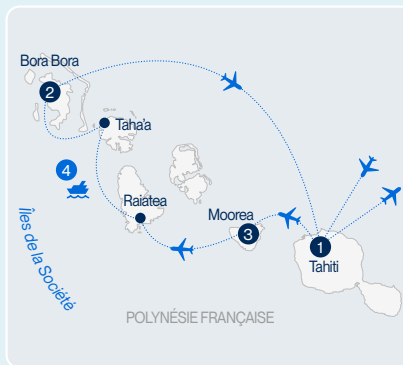 Bora Bora
2
Taha'a
4
Raiatea
Moorea
3
1
Tahiti
Îles de la Société
POLYNÉSIE FRANÇAISE